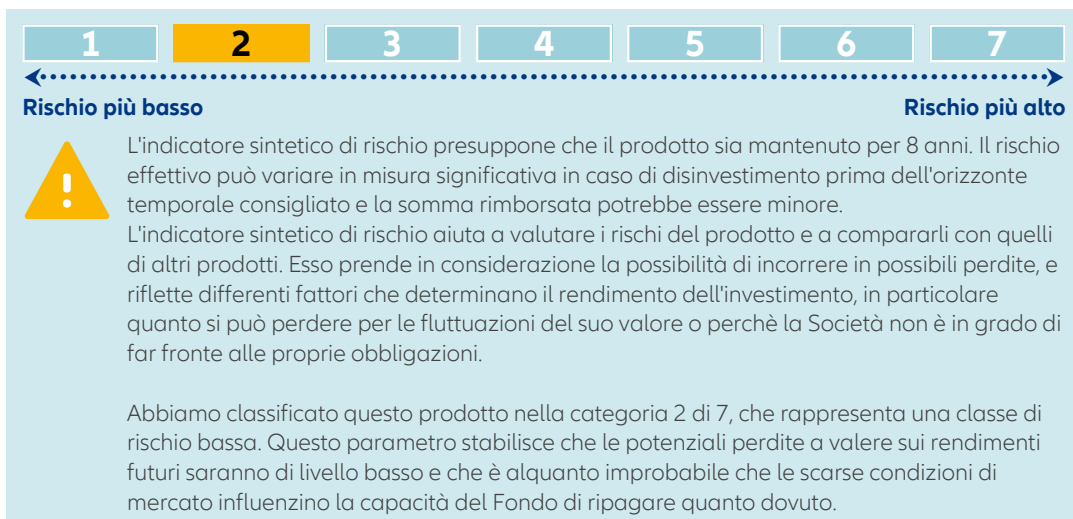 1 2 3 4 5 6 7
Rischio più basso Rischio più alto
L'indicatore sintetico di rischio presuppone che il prodotto sia mantenuto per 8 anni. Il rischio
effettivo può variare in misura significativa in caso di disinvestimento prima dell'orizzonte
temporale consigliato e la somma rimborsata potrebbe essere minore.
L'indicatore sintetico di rischio aiuta a valutare i rischi del prodotto e a compararli con quelli
di altri prodotti. Esso prende in considerazione la possibilità di incorrere in possibili perdite, e
riflette differenti fattori che determinano il rendimento dell'investimento, in particolare
quanto si può perdere per le fluttuazioni del suo valore o perchè la Società non è in grado di
far fronte alle proprie obbligazioni.
Abbiamo classificato questo prodotto nella categoria 2 di 7, che rappresenta una classe di
rischio bassa. Questo parametro stabilisce che le potenziali perdite a valere sui rendimenti
futuri saranno di livello basso e che è alquanto improbabile che le scarse condizioni di
mercato influenzino la capacità del Fondo di ripagare quanto dovuto.